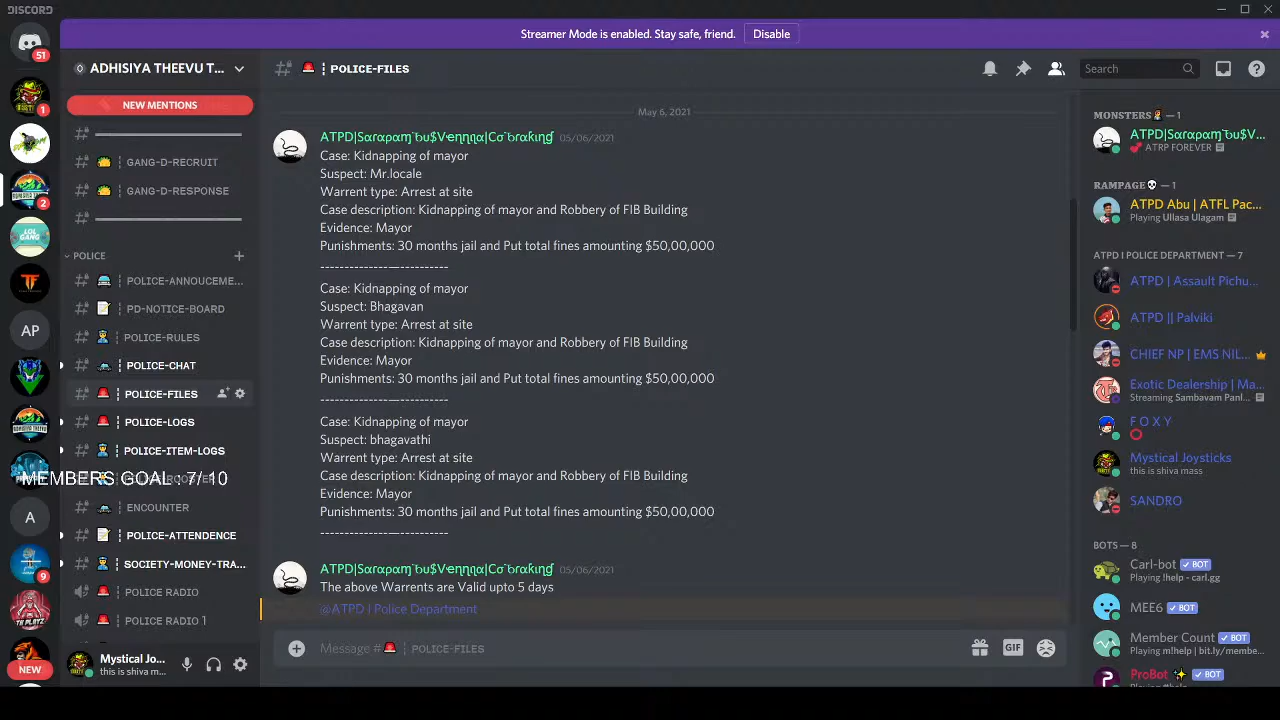 DISCORD
Streamer Mode is enabled. Stay safe, friend.
Disable
51
1
2
LOL GANG
AP
A
9
TK PLAYZ
NEW
ADHISIYA THEEVU T...
NEW MENTIONS
GANG-D-RECRUIT
GANG-D-RESPONSE
POLICE
POLICE-ANNOUCEME...
PD-NOTICE-BOARD
POLICE-RULES
POLICE-CHAT
POLICE-FILES
POLICE-LOGS
POLICE-ITEM-LOGS
MEMBERS GOAL 7/10
ENCOUNTER
POLICE-ATTENDENCE
SOCIETY-MONEY-TRA...
POLICE RADIO
POLICE RADIO 1
Mystical Jo...
this is shiva m...
POLICE-FILES
Search
May 6, 2021
05/06/2021
Case: Kidnapping of mayor
Suspect: Mr.locale
Warrent type: Arrest at site
Case description: Kidnapping of mayor and Robbery of FIB Building
Evidence: Mayor
Punishments: 30 months jail and Put total fines amounting $50,00,000
---------------—----------
Case: Kidnapping of mayor
Suspect: Bhagavan
Warrent type: Arrest at site
Case description: Kidnapping of mayor and Robbery of FIB Building
Evidence: Mayor
Punishments: 30 months jail and Put total fines amounting $50,00,000
---------------—----------
Case: Kidnapping of mayor
Suspect: bhagavathi
Warrent type: Arrest at site
Case description: Kidnapping of mayor and Robbery of FIB Building
Evidence: Mayor
Punishments: 30 months jail and Put total fines amounting $50,00,000
---------------—----------
05/06/2021
The above Warrents are Valid upto 5 days
@ATPD I Police Department
Message # POLICE-FILES
GIF
MONSTERS — 1
ATRP FOREVER
RAMPAGE — 1
ATPD Abu | ATFL Pac...
Playing Ullasa Ulagam
ATPD I POLICE DEPARTMENT — 7
ATPD | Assault Pichu...
ATPD || Palviki
CHIEF NP | EMS NIL...
Exotic Dealership | Ma...
Streaming Sambavam Panl...
F O X Y
Mystical Joysticks
this is shiva mass
SANDRO
BOTS — 8
Carl-bot BOT
Playing !help - carl.gg
MEE6 BOT
Member Count BOT
Playing m!help | bit.ly/membe...
ProBot BOT